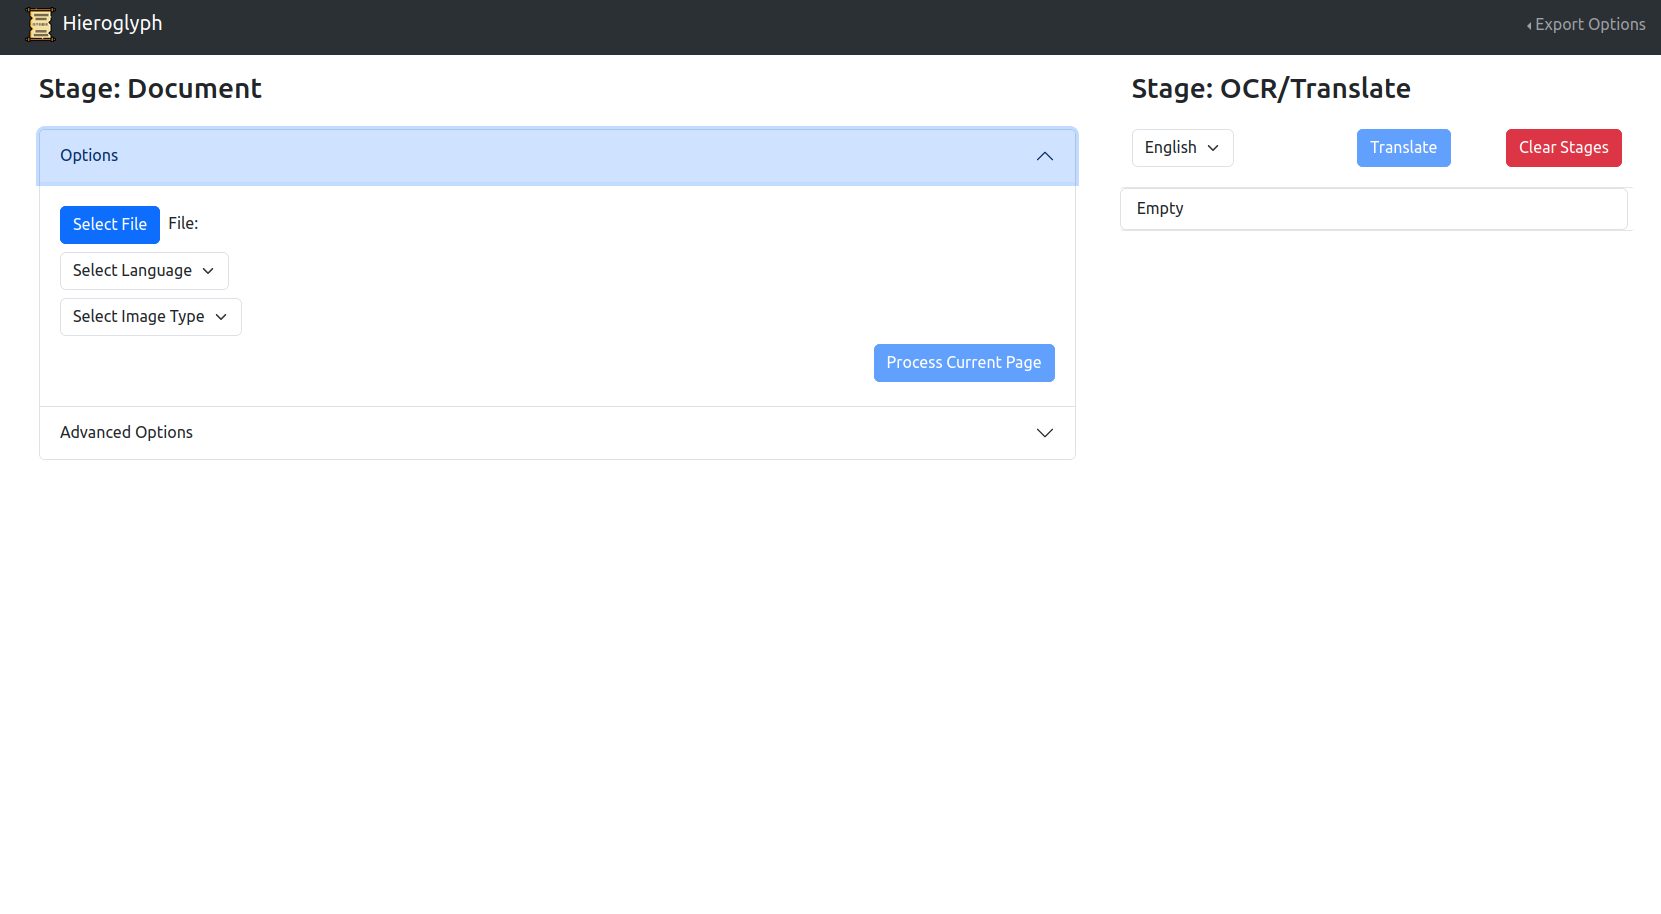 Hieroglyph
Export Options
Stage: Document
Options
Select File File:
Select Language
Select Image Type
Process Current Page
Advanced Options
Stage: OCR/Translate
English Translate Clear Stages
Empty